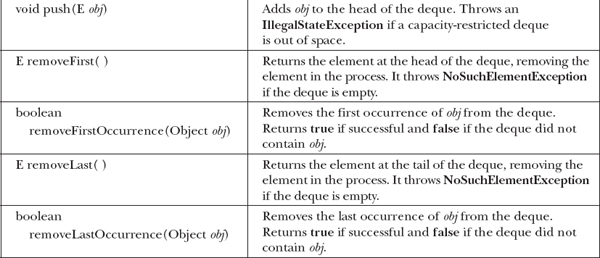 void push(E obj)
Adds obj to the head of the deque. Throws an
IllegalStateException if a capacity-restricted deque
is out of space.
E removeFirst( )
Returns the element at the head of the deque, removing the
element in the process. It throws NoSuchElementException
if the deque is empty.
boolean
removeFirstOccurrence(Object obj)
Removes the first occurrence of obj from the deque.
Returns true if successful and false if the deque did not
contain obj.
E removeLast( )
Returns the element at the tail of the deque, removing the
element in the process. It throws NoSuchElementException
if the deque is empty.
boolean
removeLastOccurrence(Object obj)
Removes the last occurrence of obj from the deque.
Returns true if successful and false if the deque did not
contain obj.